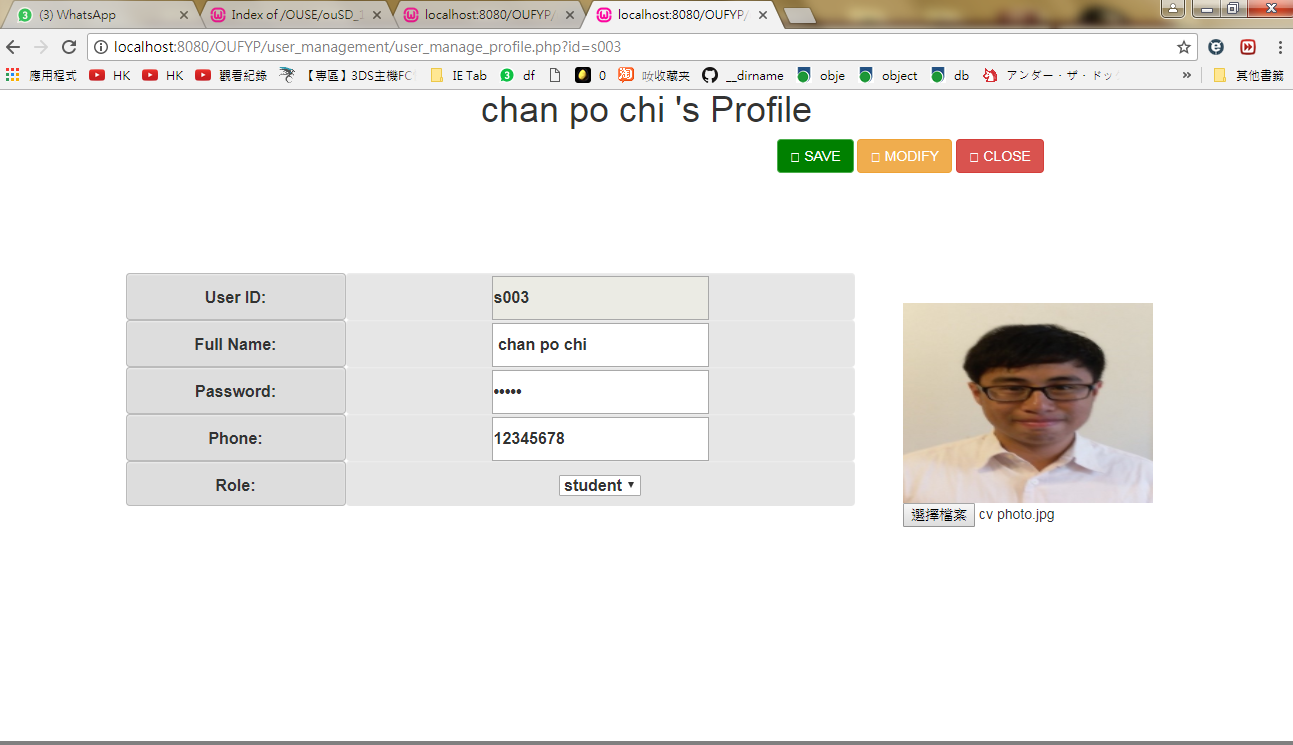 (3) WhatsApp
Index of /OUSE/ouSD_1
localhost:8080/OUFYP/
localhost:8080/OUFYP/
localhost:8080/OUFYP/user_management/user_manage_profile.php?id=s003
應用程式 HK HK 觀看紀錄 【專區】3DS主機FC IE Tab 3 df 0 淘 收藏夹 __dirname obje object db アンダー・ザ・ドッ » 其他書籤
chan po chi 's Profile
SAVE MODIFY CLOSE
User ID: s003
Full Name: chan po chi
Password: •••••
Phone: 12345678
Role: student
選擇檔案 cv photo.jpg